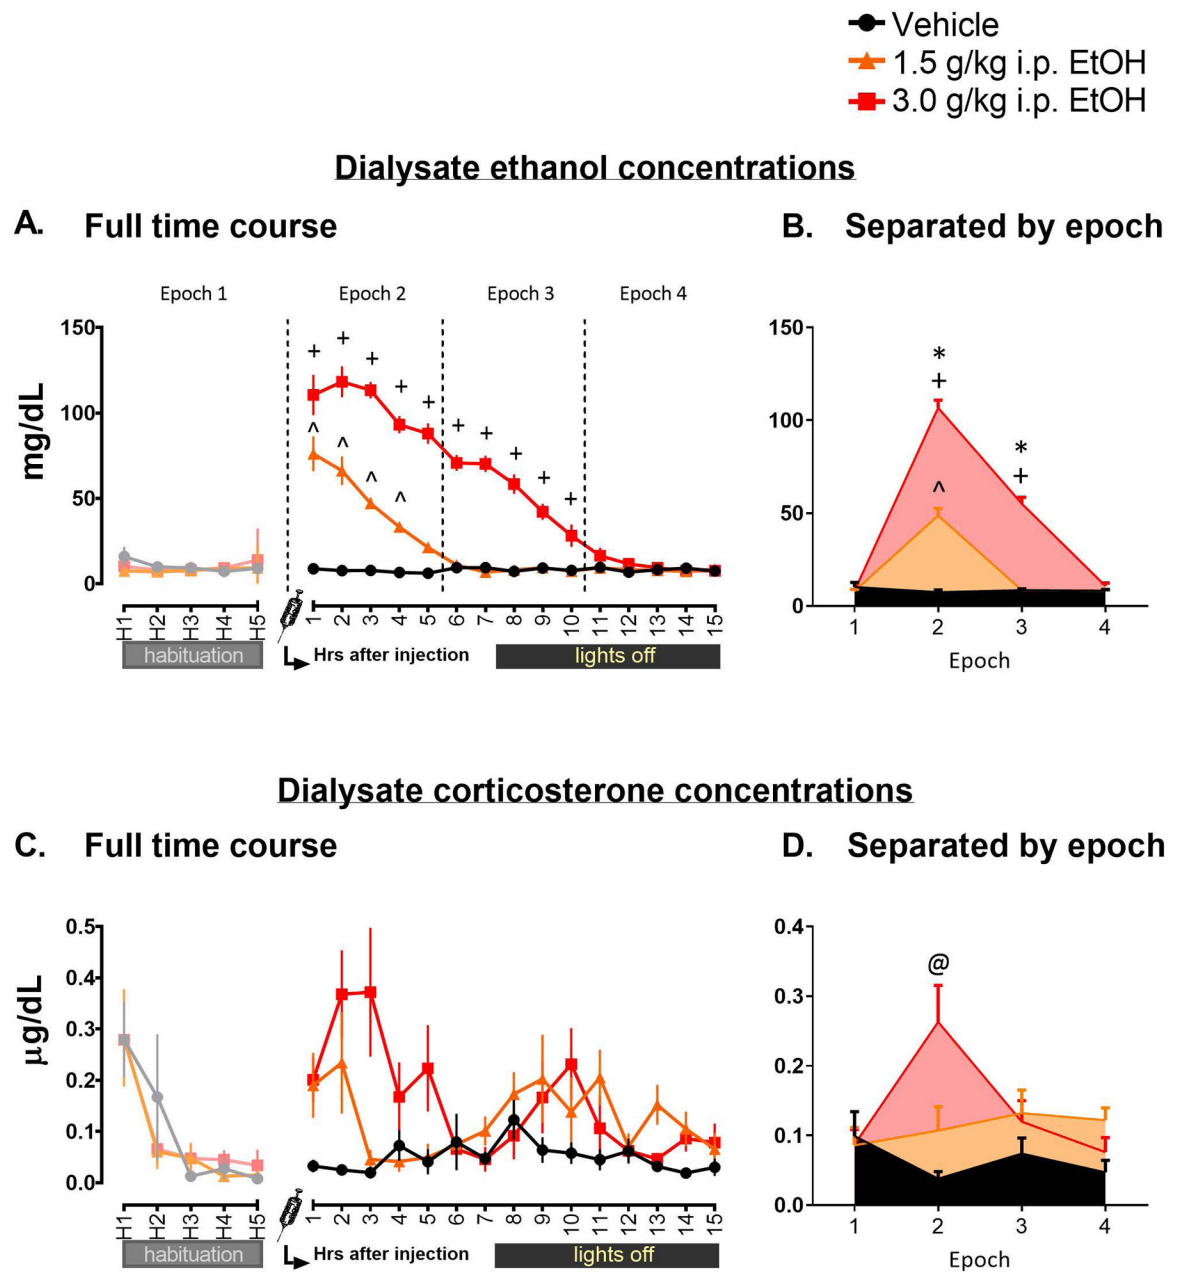 Vehicle
1.5 g/kg i.p. EtOH
3.0 g/kg i.p. EtOH
Dialysate ethanol concentrations
A. Full time course
B. Separated by epoch
Epoch 1 Epoch 2 Epoch 3 Epoch 4
mg/dL
150
100
50
0
+ + + + + + + + + +
^ ^ ^ ^
H1 H2 H3 H4 H5
1 2 3 4 5 6 7 8 9 10 11 12 13 14 15
habituation
Hrs after injection
lights off
150
100
50
0
*
+
^
*
+
1 2 3 4
Epoch
Dialysate corticosterone concentrations
C. Full time course
D. Separated by epoch
µg/dL
0.5
0.4
0.3
0.2
0.1
0.0
H1 H2 H3 H4 H5
1 2 3 4 5 6 7 8 9 10 11 12 13 14 15
habituation
Hrs after injection
lights off
0.4
0.3
0.2
0.1
0.0
@
1 2 3 4
Epoch